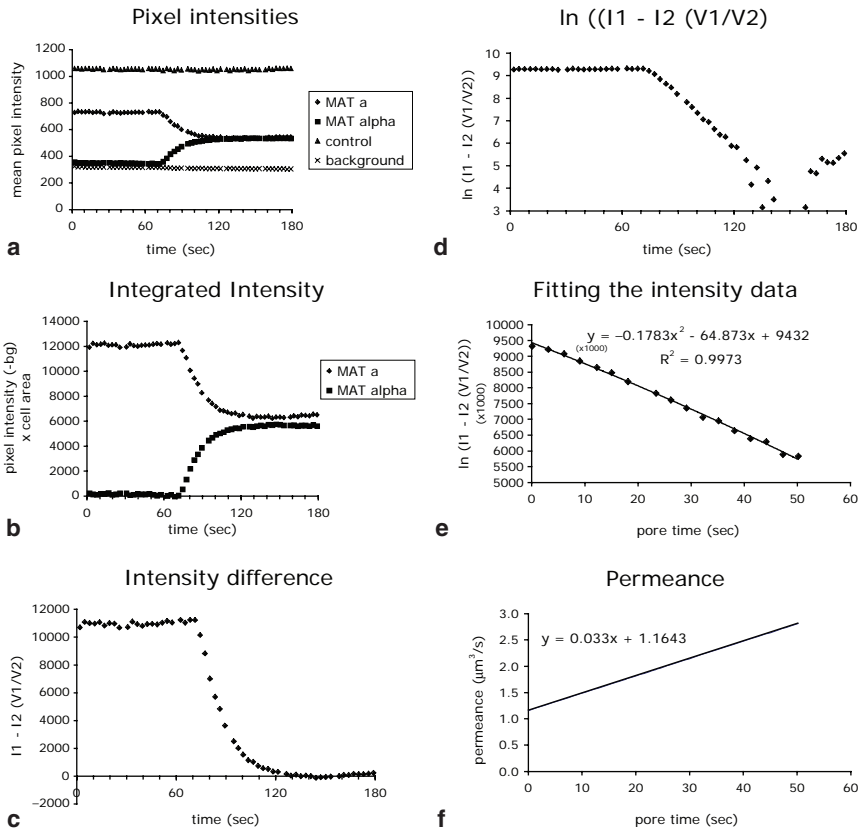 Pixel intensities
mean pixel intensity
1200
1000
800
600
400
200
0
0
60
120
180
time (sec)
MAT a
MAT alpha
control
background
a
Integrated Intensity
pixel intensity (-bg)
x cell area
14000
12000
10000
8000
6000
4000
2000
0
0
60
120
180
time (sec)
MAT a
MAT alpha
b
Intensity difference
I1 - I2 (V1/V2)
12000
10000
8000
6000
4000
2000
0
−2000
0
60
120
180
time (sec)
c
ln ((I1 - I2 (V1/V2)
ln (I1 - I2 (V1/V2))
10
9
8
7
6
5
4
3
0
60
120
180
time (sec)
d
Fitting the intensity data
ln (I1 - I2 (V1/V2))
(x1000)
10000
9500
9000
8500
8000
7500
7000
6500
6000
5500
5000
y = −0.1783x² - 64.873x + 9432
(x1000)
R² = 0.9973
0
10
20
30
40
50
60
pore time (sec)
e
Permeance
permeance (μm³/s)
3.0
2.5
2.0
1.5
1.0
0.5
0.0
y = 0.033x + 1.1643
0
10
20
30
40
50
60
pore time (sec)
f